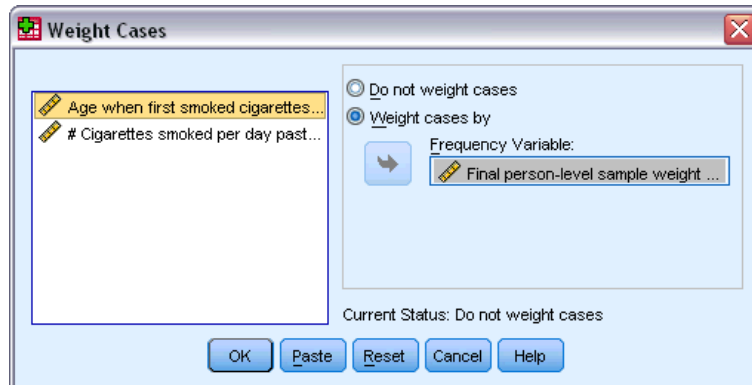 Weight Cases
Age when first smoked cigarettes...
# Cigarettes smoked per day past...
Do not weight cases
Weight cases by
Frequency Variable:
Final person-level sample weight ...
Current Status: Do not weight cases
OK
Paste
Reset
Cancel
Help